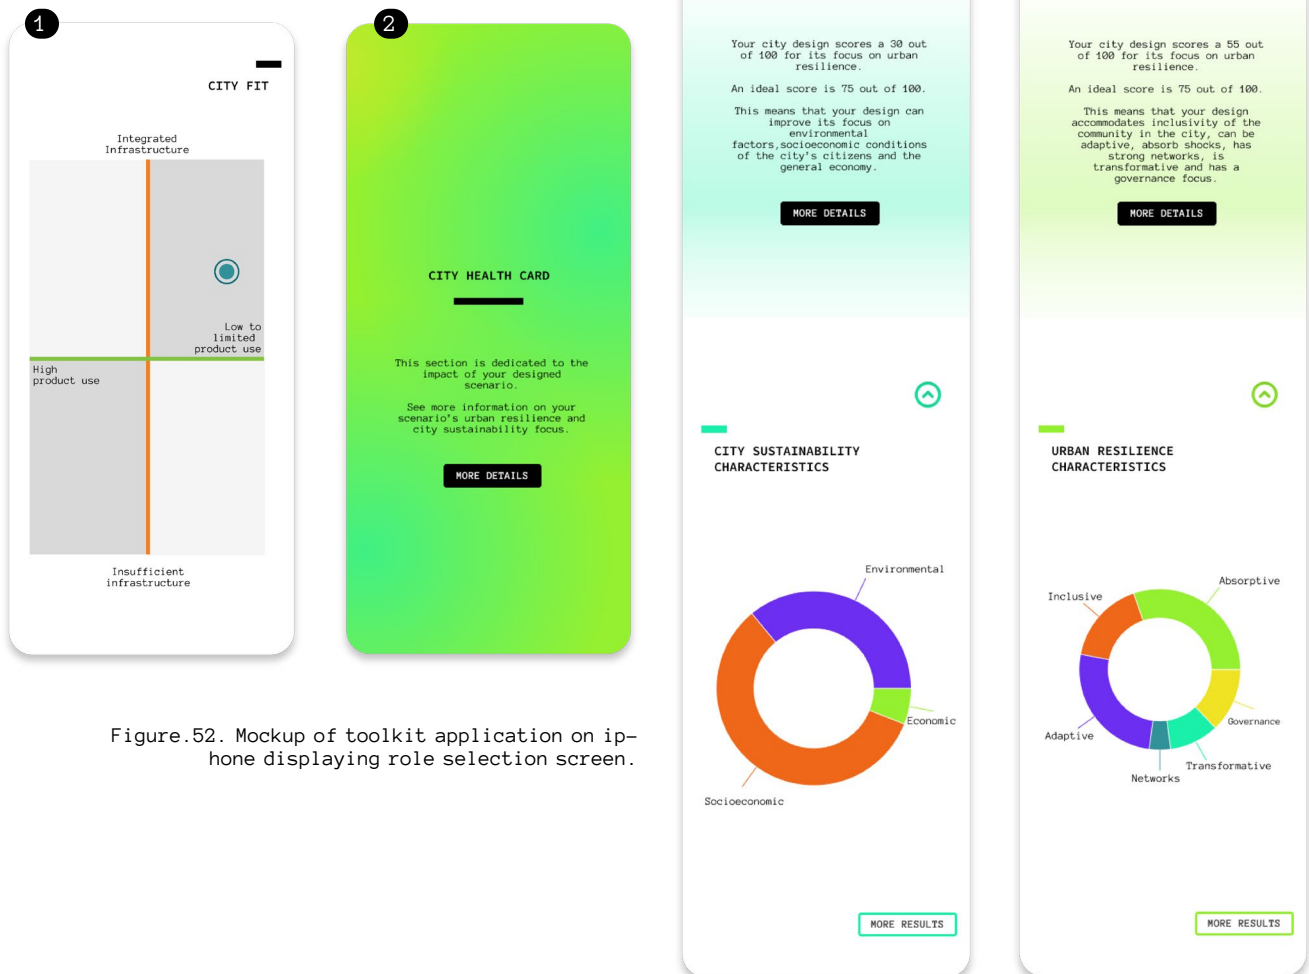 1
CITY FIT
Integrated
Infrastructure
Low to
limited
product use
High
product use
Insufficient
infrastructure
2
CITY HEALTH CARD
This section is dedicated to the
impact of your designed
scenario.
See more information on your
scenario's urban resilience and
city sustainability focus.
MORE DETAILS
Figure.52. Mockup of toolkit application on ip-
hone displaying role selection screen.
Your city design scores a 30 out
of 100 for its focus on urban
resilience.
An ideal score is 75 out of 100.
This means that your design can
improve its focus on
environmental
factors,socioeconomic conditions
of the city's citizens and the
general economy.
MORE DETAILS
CITY SUSTAINABILITY
CHARACTERISTICS
Environmental
Economic
Socioeconomic
MORE RESULTS
Your city design scores a 55 out
of 100 for its focus on urban
resilience.
An ideal score is 75 out of 100.
This means that your design
accommodates inclusivity of the
community in the city, can be
adaptive, absorb shocks, has
strong networks, is
transformative and has a
governance focus.
MORE DETAILS
URBAN RESILIENCE
CHARACTERISTICS
Absorptive
Inclusive
Governance
Adaptive
Transformative
Networks
MORE RESULTS